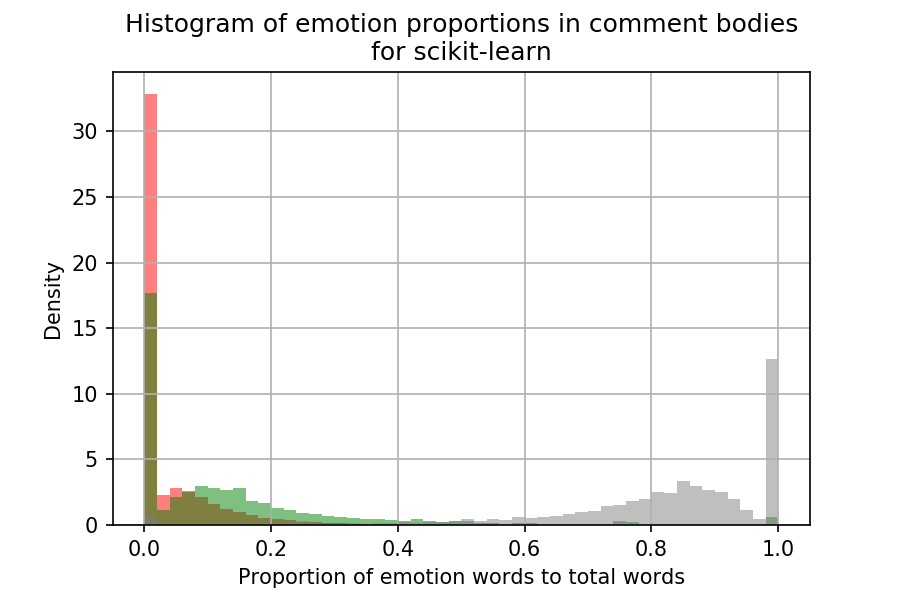 Histogram of emotion proportions in comment bodies
for scikit-learn
Density
30
25
20
15
10
5
0
0.0 0.2 0.4 0.6 0.8 1.0
Proportion of emotion words to total words